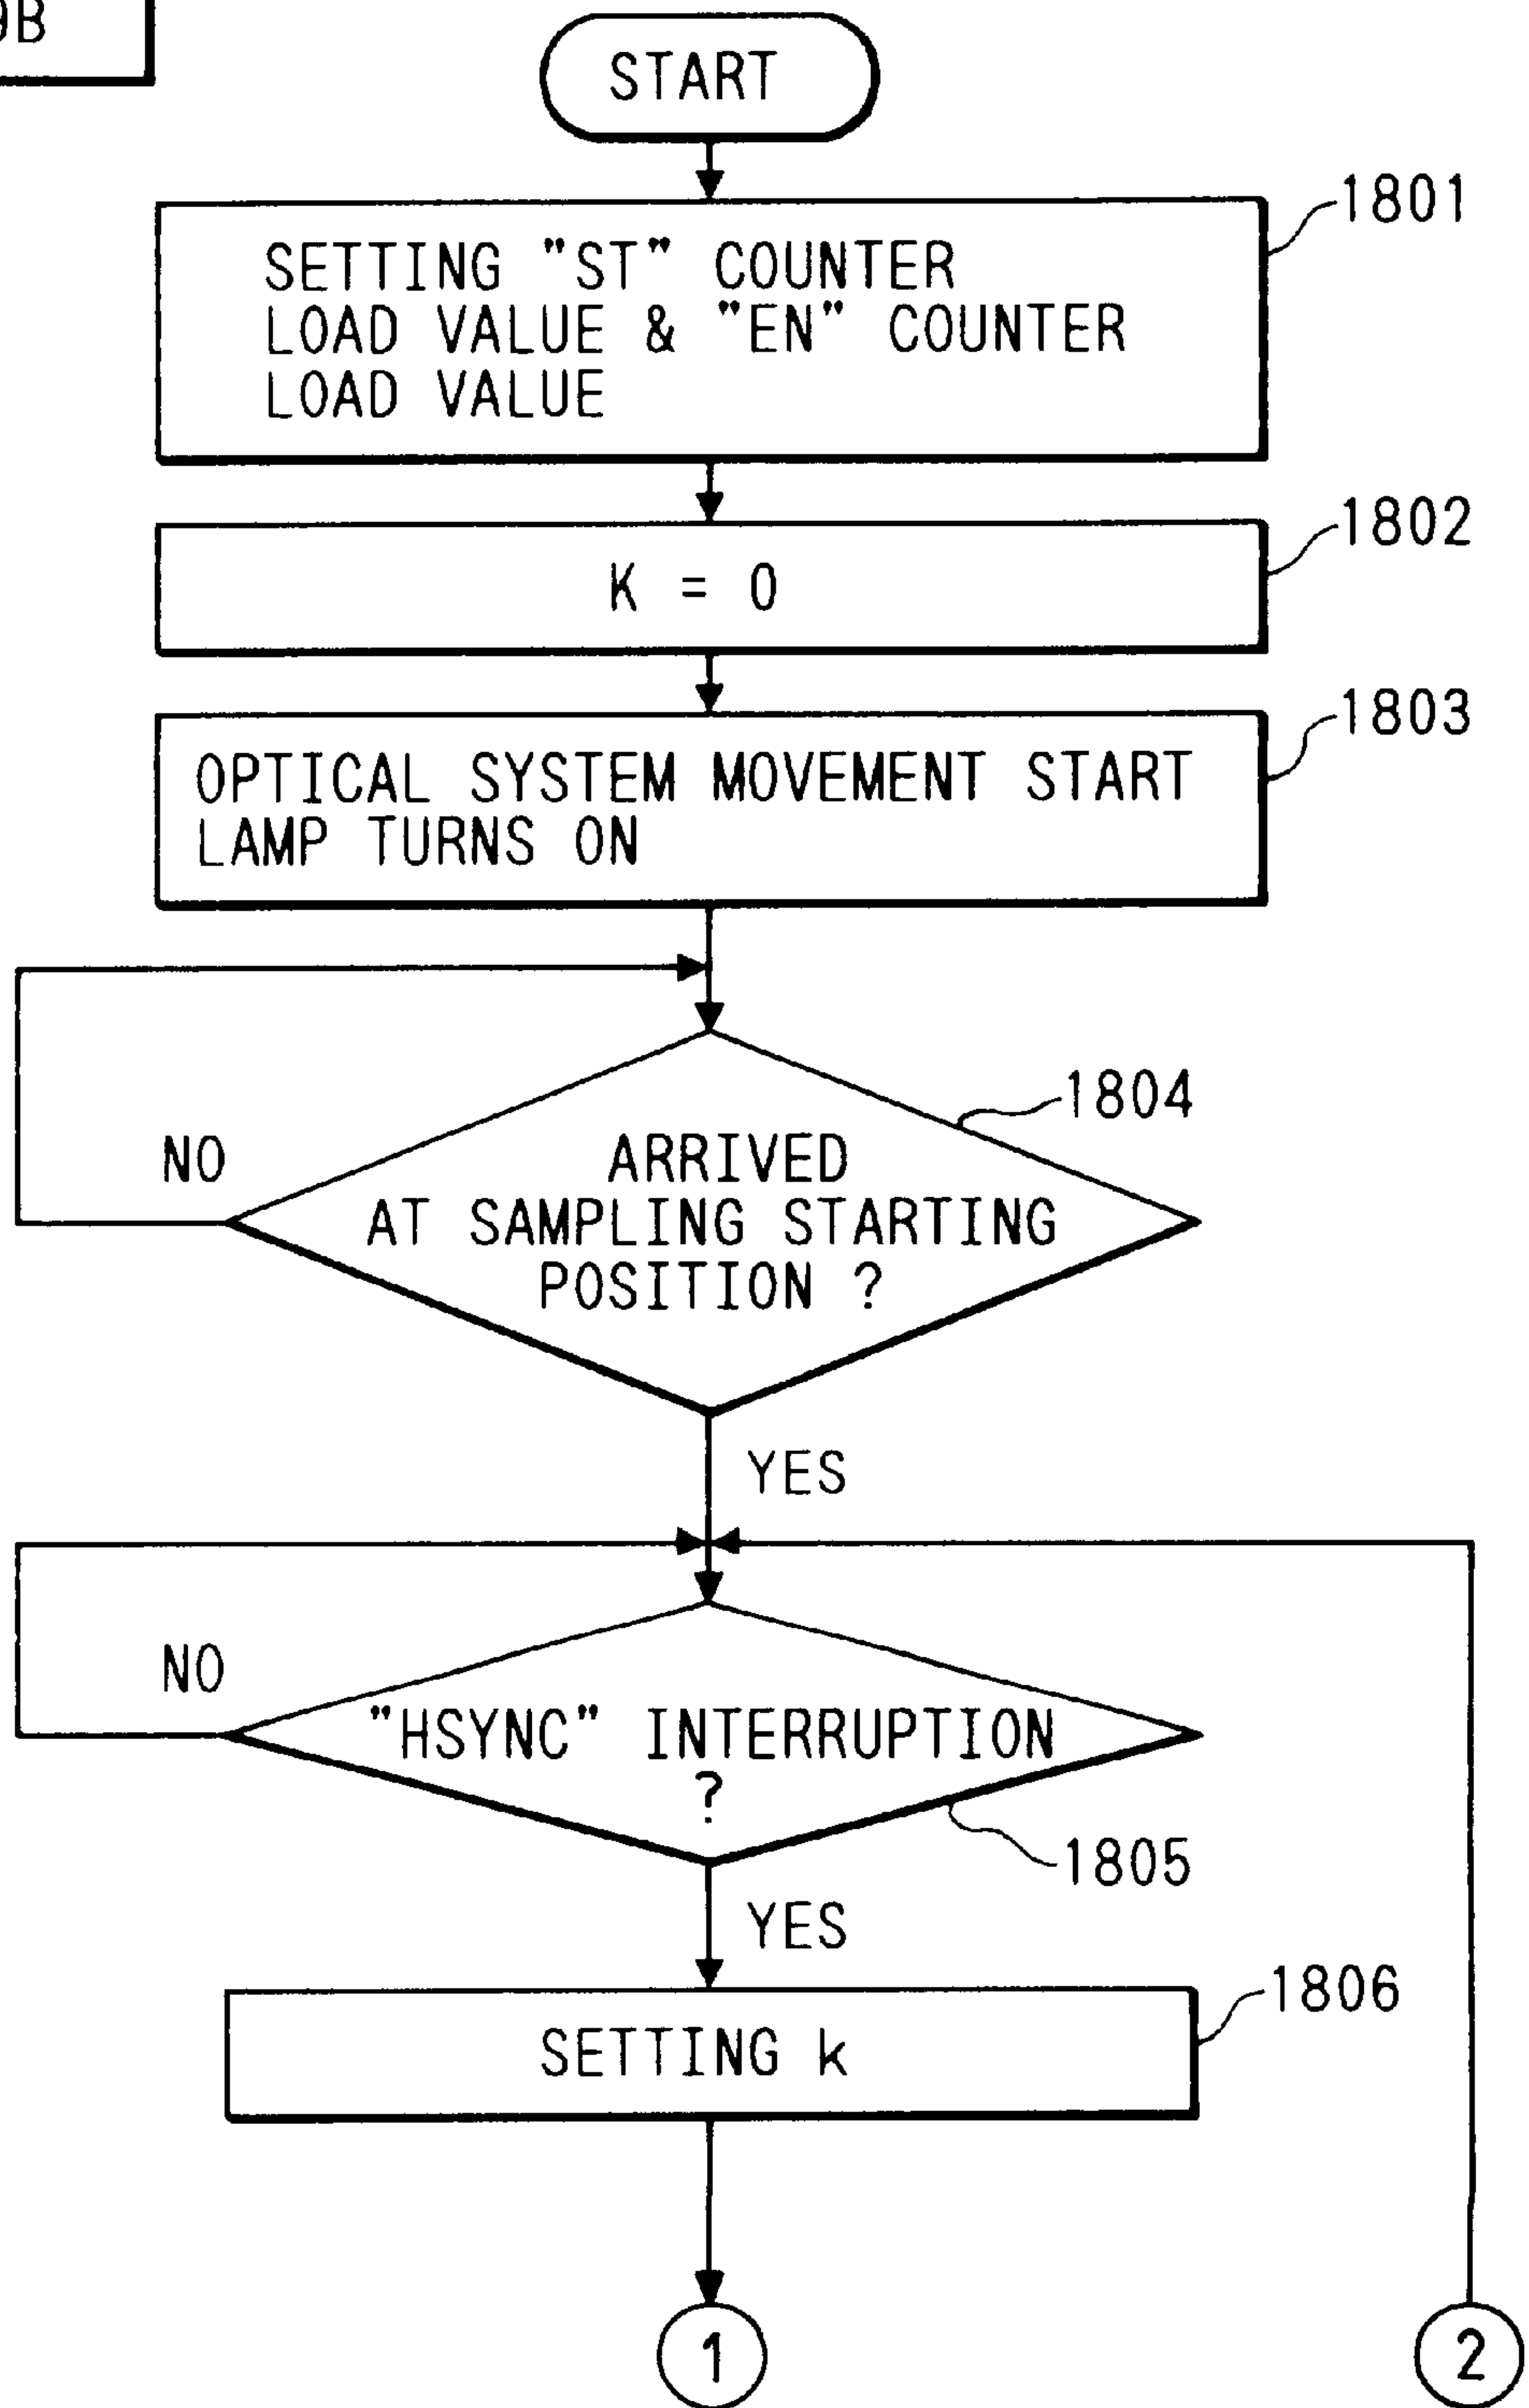 START
1801
SETTING "ST" COUNTER
LOAD VALUE & "EN" COUNTER
LOAD VALUE
1802
K = 0
1803
OPTICAL SYSTEM MOVEMENT START
LAMP TURNS ON
1804
NO
ARRIVED
AT SAMPLING STARTING
POSITION ?
YES
NO
"HSYNC" INTERRUPTION
?
1805
YES
1806
SETTING k
1
2